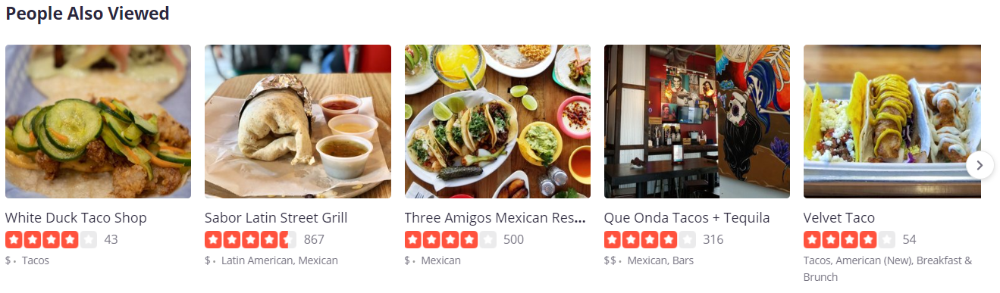 People Also Viewed
White Duck Taco Shop
43
$ • Tacos
Sabor Latin Street Grill
867
$ • Latin American, Mexican
Three Amigos Mexican Res...
500
$ • Mexican
Que Onda Tacos + Tequila
316
$$ • Mexican, Bars
Velvet Taco
54
Tacos, American (New), Breakfast &
Brunch